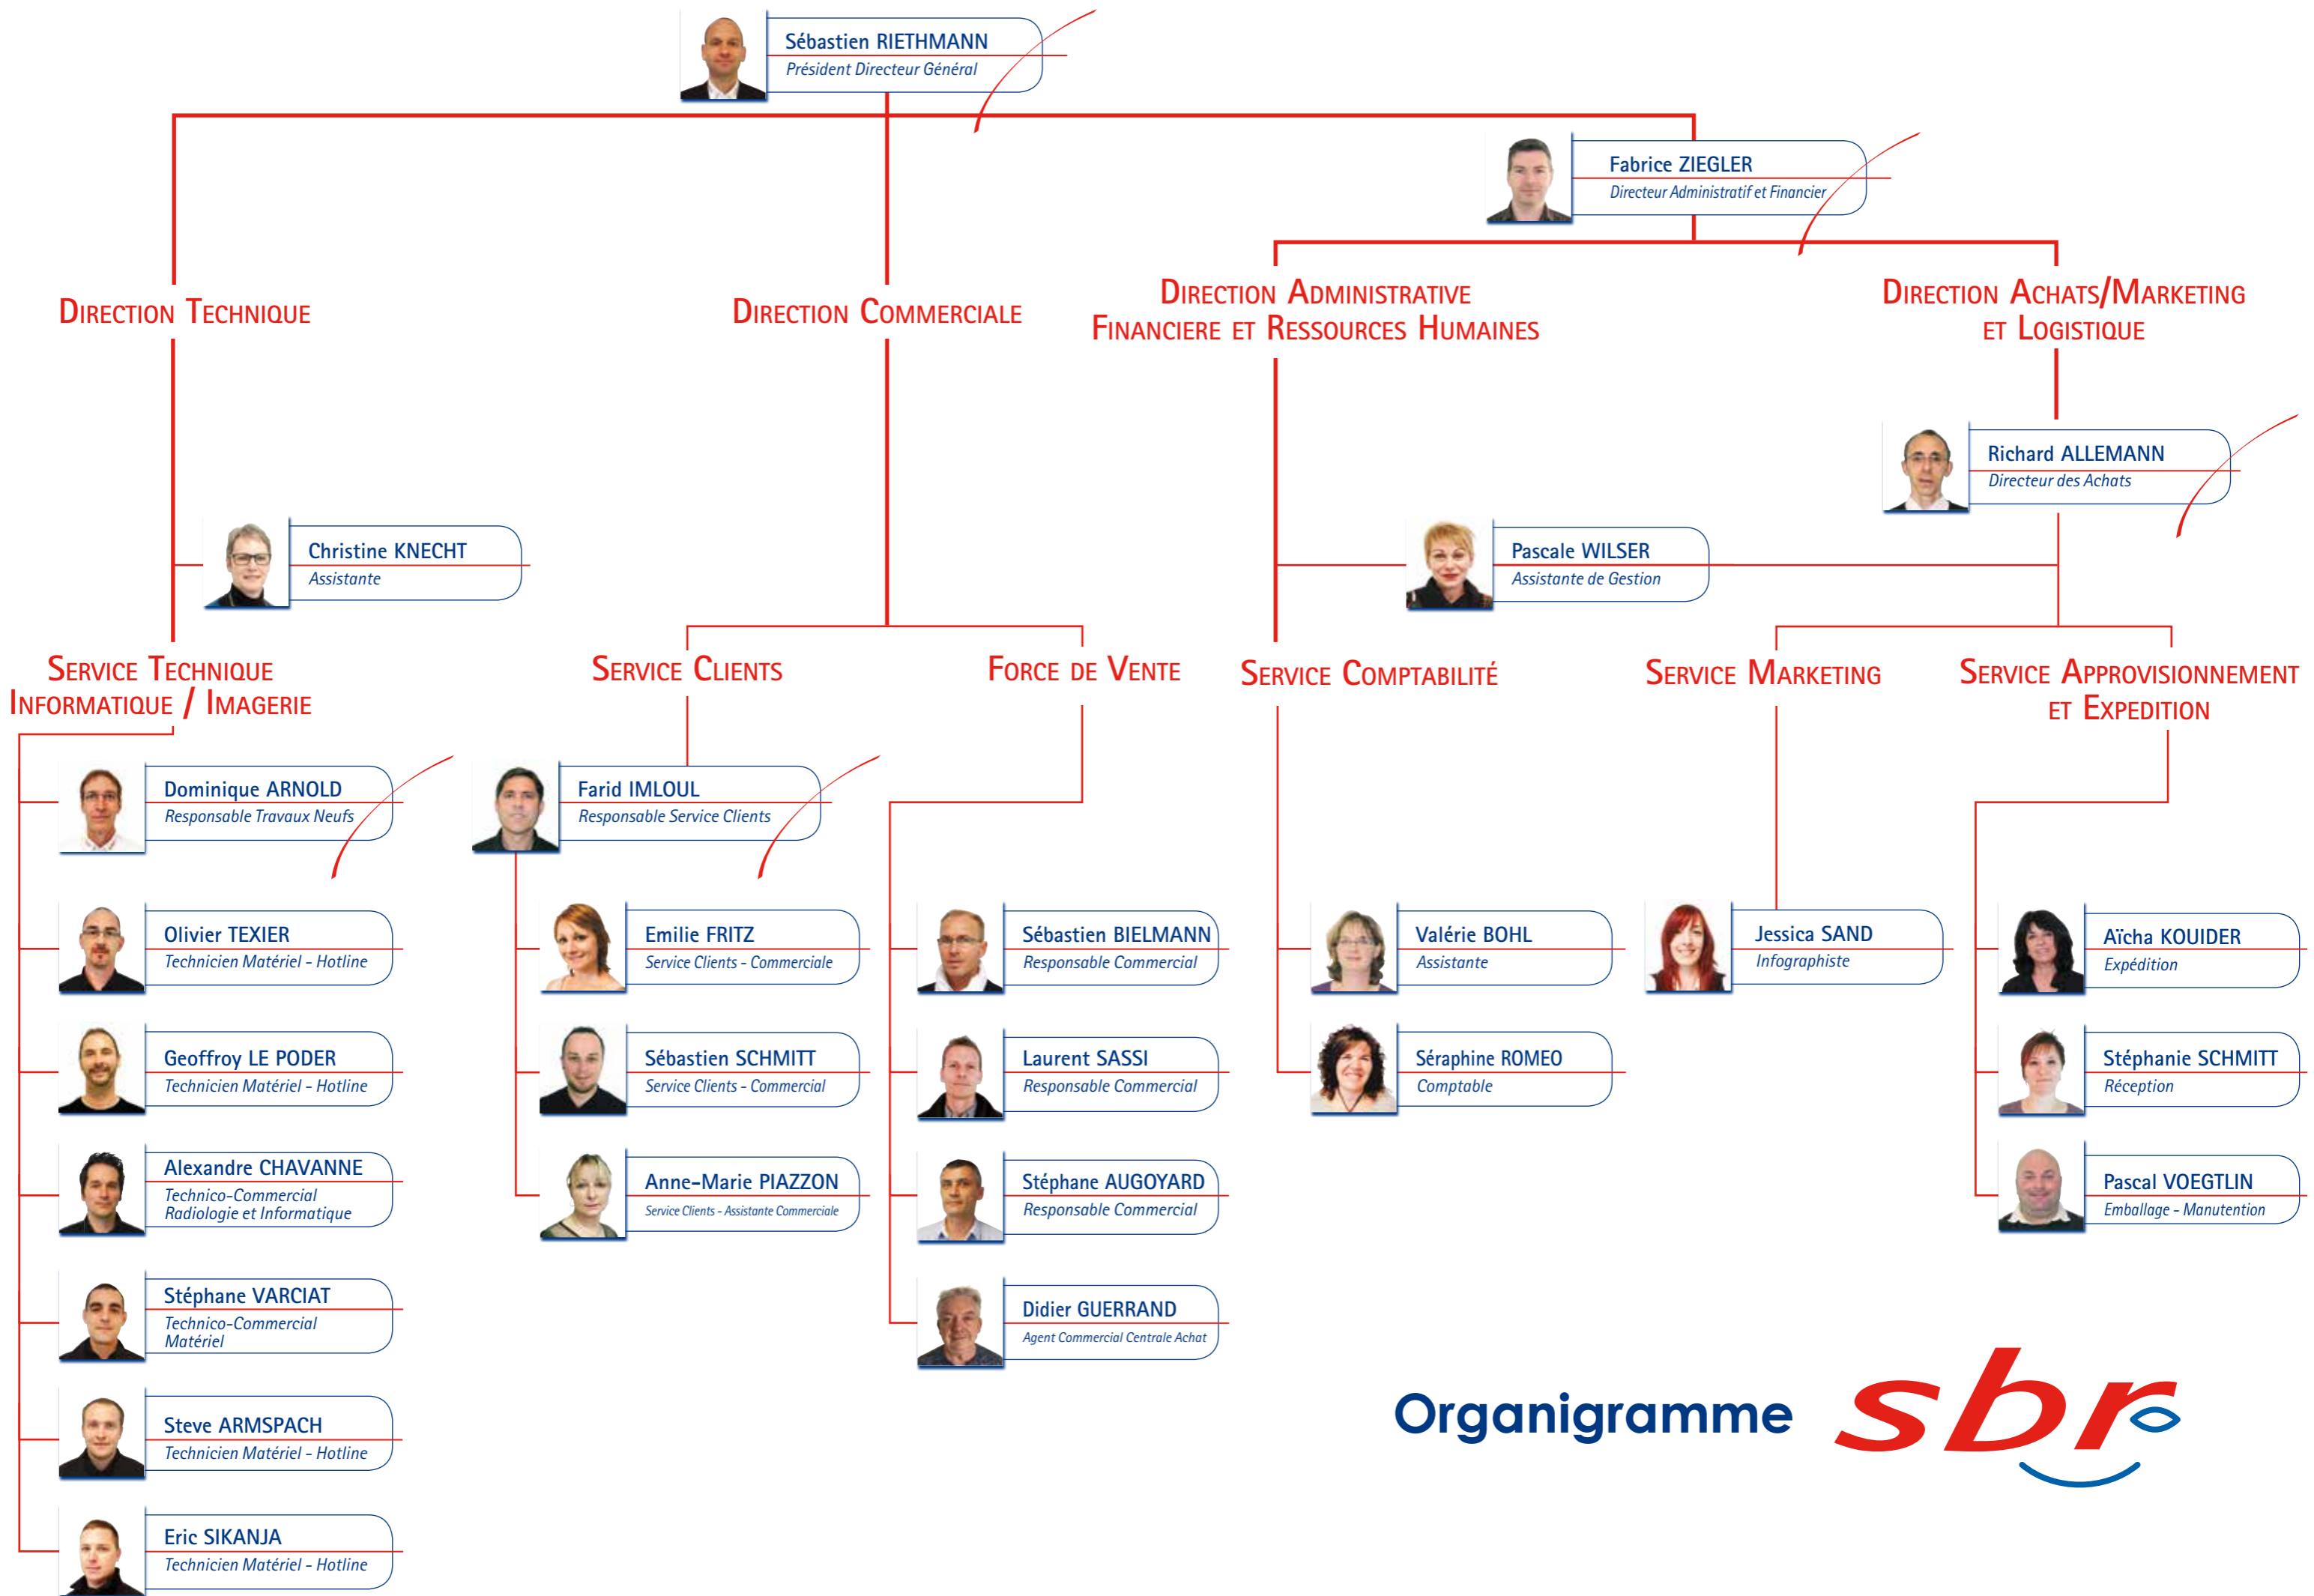 Sébastien RIETHMANN
Président Directeur Général
Fabrice ZIEGLER
Directeur Administratif et Financier
DIRECTION TECHNIQUE
DIRECTION COMMERCIALE
DIRECTION ADMINISTRATIVE
FINANCIERE ET RESSOURCES HUMAINES
DIRECTION ACHATS/MARKETING
ET LOGISTIQUE
Richard ALLEMANN
Directeur des Achats
Christine KNECHT
Assistante
Pascale WILSER
Assistante de Gestion
SERVICE TECHNIQUE
INFORMATIQUE / IMAGERIE
Dominique ARNOLD
Responsable Travaux Neufs
Olivier TEXIER
Technicien Matériel - Hotline
Geoffroy LE PODER
Technicien Matériel - Hotline
Alexandre CHAVANNE
Technico-Commercial
Radiologie et Informatique
Stéphane VARCIAT
Technico-Commercial
Matériel
Steve ARMSPACH
Technicien Matériel - Hotline
Eric SIKANJA
Technicien Matériel - Hotline
SERVICE CLIENTS
Farid IMLOUL
Responsable Service Clients
Emilie FRITZ
Service Clients - Commerciale
Sébastien SCHMITT
Service Clients - Commercial
Anne-Marie PIAZZON
Service Clients - Assistante Commerciale
FORCE DE VENTE
Sébastien BIELMANN
Responsable Commercial
Laurent SASSI
Responsable Commercial
Stéphane AUGOYARD
Responsable Commercial
Didier GUERRAND
Agent Commercial Centrale Achat
SERVICE COMPTABILITÉ
Valérie BOHL
Assistante
Séraphine ROMEO
Comptable
SERVICE MARKETING
Jessica SAND
Infographiste
SERVICE APPROVISIONNEMENT
ET EXPEDITION
Aïcha KOUIDER
Expédition
Stéphanie SCHMITT
Réception
Pascal VOEGTLIN
Emballage - Manutention
Organigramme sbr